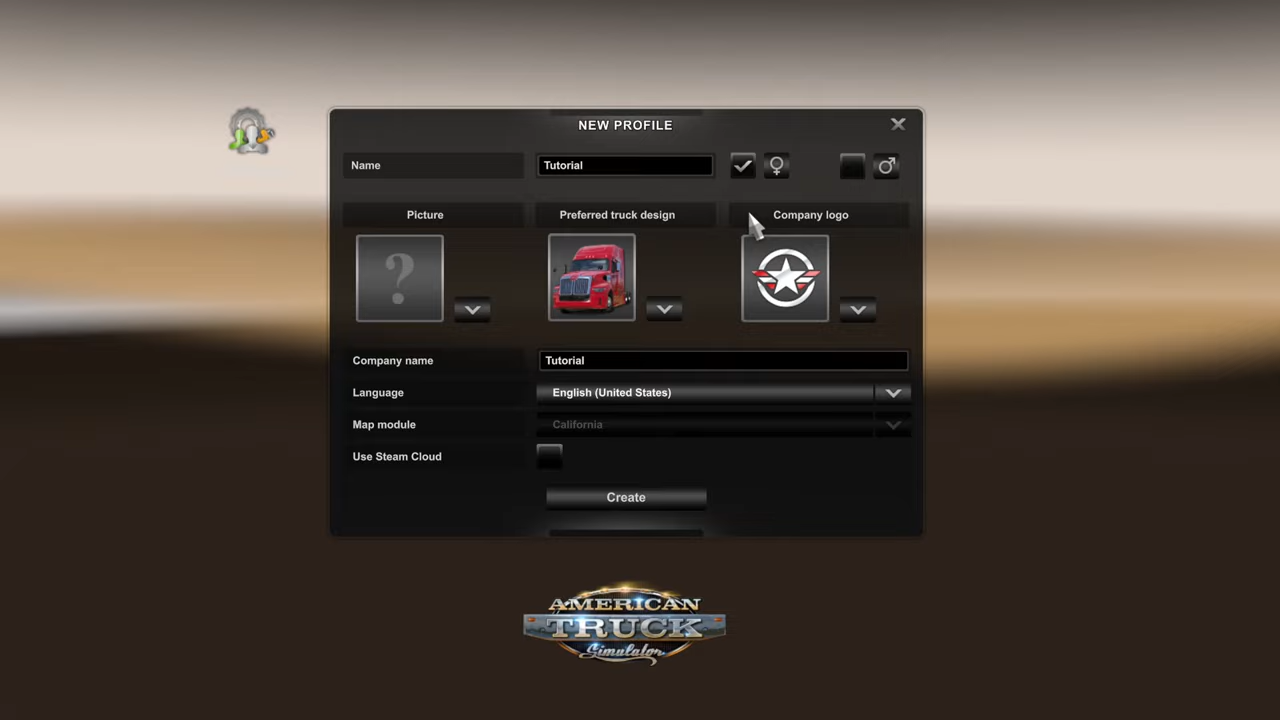 NEW PROFILE
Name
Tutorial
Picture
Preferred truck design
Company logo
?
Company name
Tutorial
Language
English (United States)
Map module
California
Use Steam Cloud
Create
AMERICAN
TRUCK
Simulator